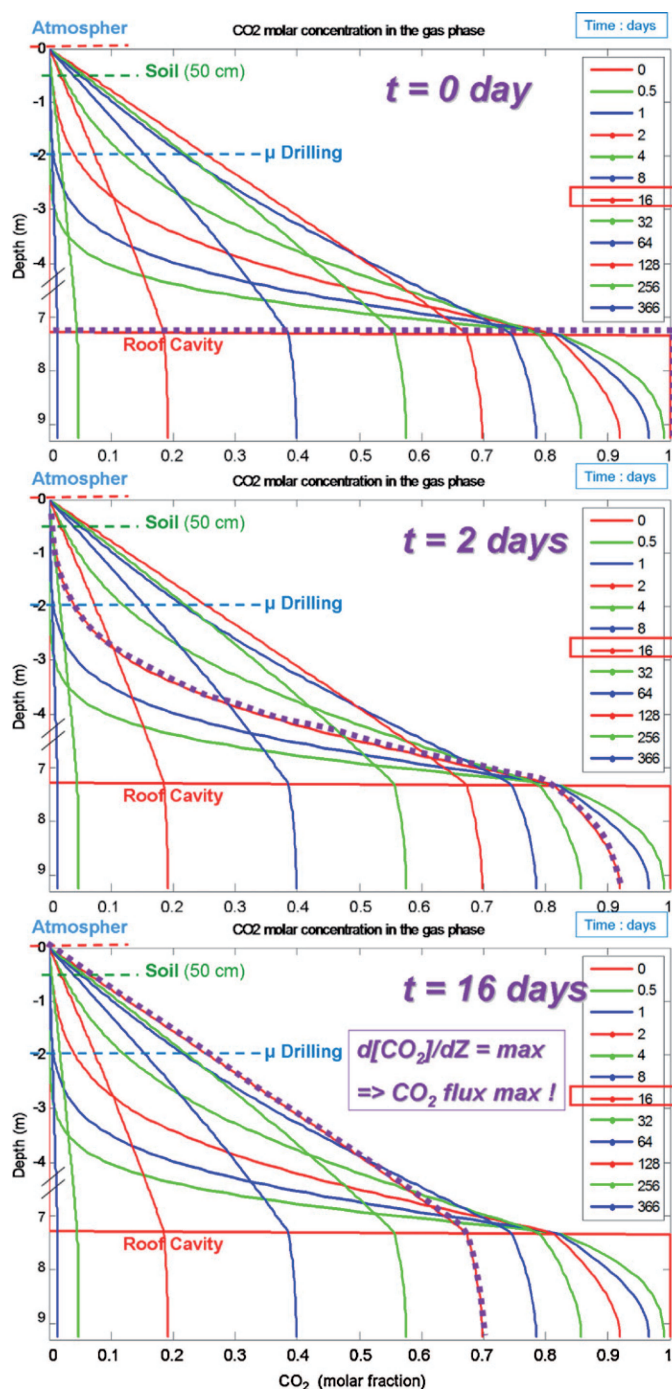 Atmospher
CO2 molar concentration in the gas phase
Time : days
-0
Soil (50 cm)
t = 0 day
-1
-2
μ Drilling
-3
Depth (m)
-4
7
Roof Cavity
8
9
0 0.1 0.2 0.3 0.4 0.5 0.6 0.7 0.8 0.9 1
0
0.5
1
2
4
8
16
32
64
128
256
366
Atmospher
CO2 molar concentration in the gas phase
Time : days
-0
Soil (50 cm)
t = 2 days
-1
-2
μ Drilling
-3
Depth (m)
-4
7
Roof Cavity
8
9
0 0.1 0.2 0.3 0.4 0.5 0.6 0.7 0.8 0.9 1
0
0.5
1
2
4
8
16
32
64
128
256
366
Atmospher
CO2 molar concentration in the gas phase
Time : days
0
Soil (50 cm)
t = 16 days
-1
-2
μ Drilling
d[CO₂]/dZ = max
=> CO₂ flux max !
-3
Depth (m)
-4
7
Roof Cavity
8
9
0 0.1 0.2 0.3 0.4 0.5 0.6 0.7 0.8 0.9 1
CO₂ (molar fraction)
0
0.5
1
2
4
8
16
32
64
128
256
366